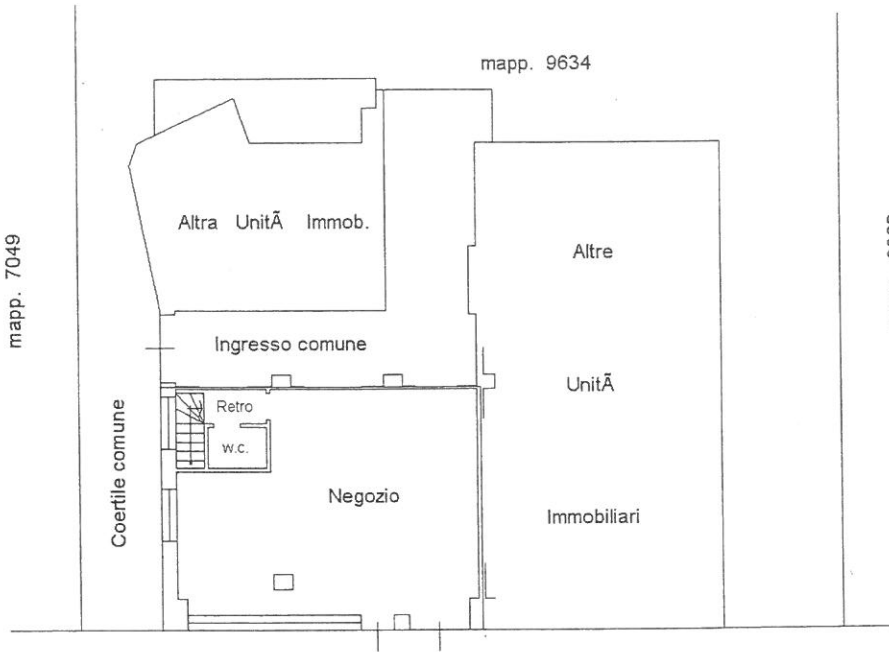 mapp. 9634
mapp. 7049
Altra UnitÃ Immob.
Altre
Ingresso comune
UnitÃ
Retro
w.c.
Coertile comune
Negozio
Immobiliari